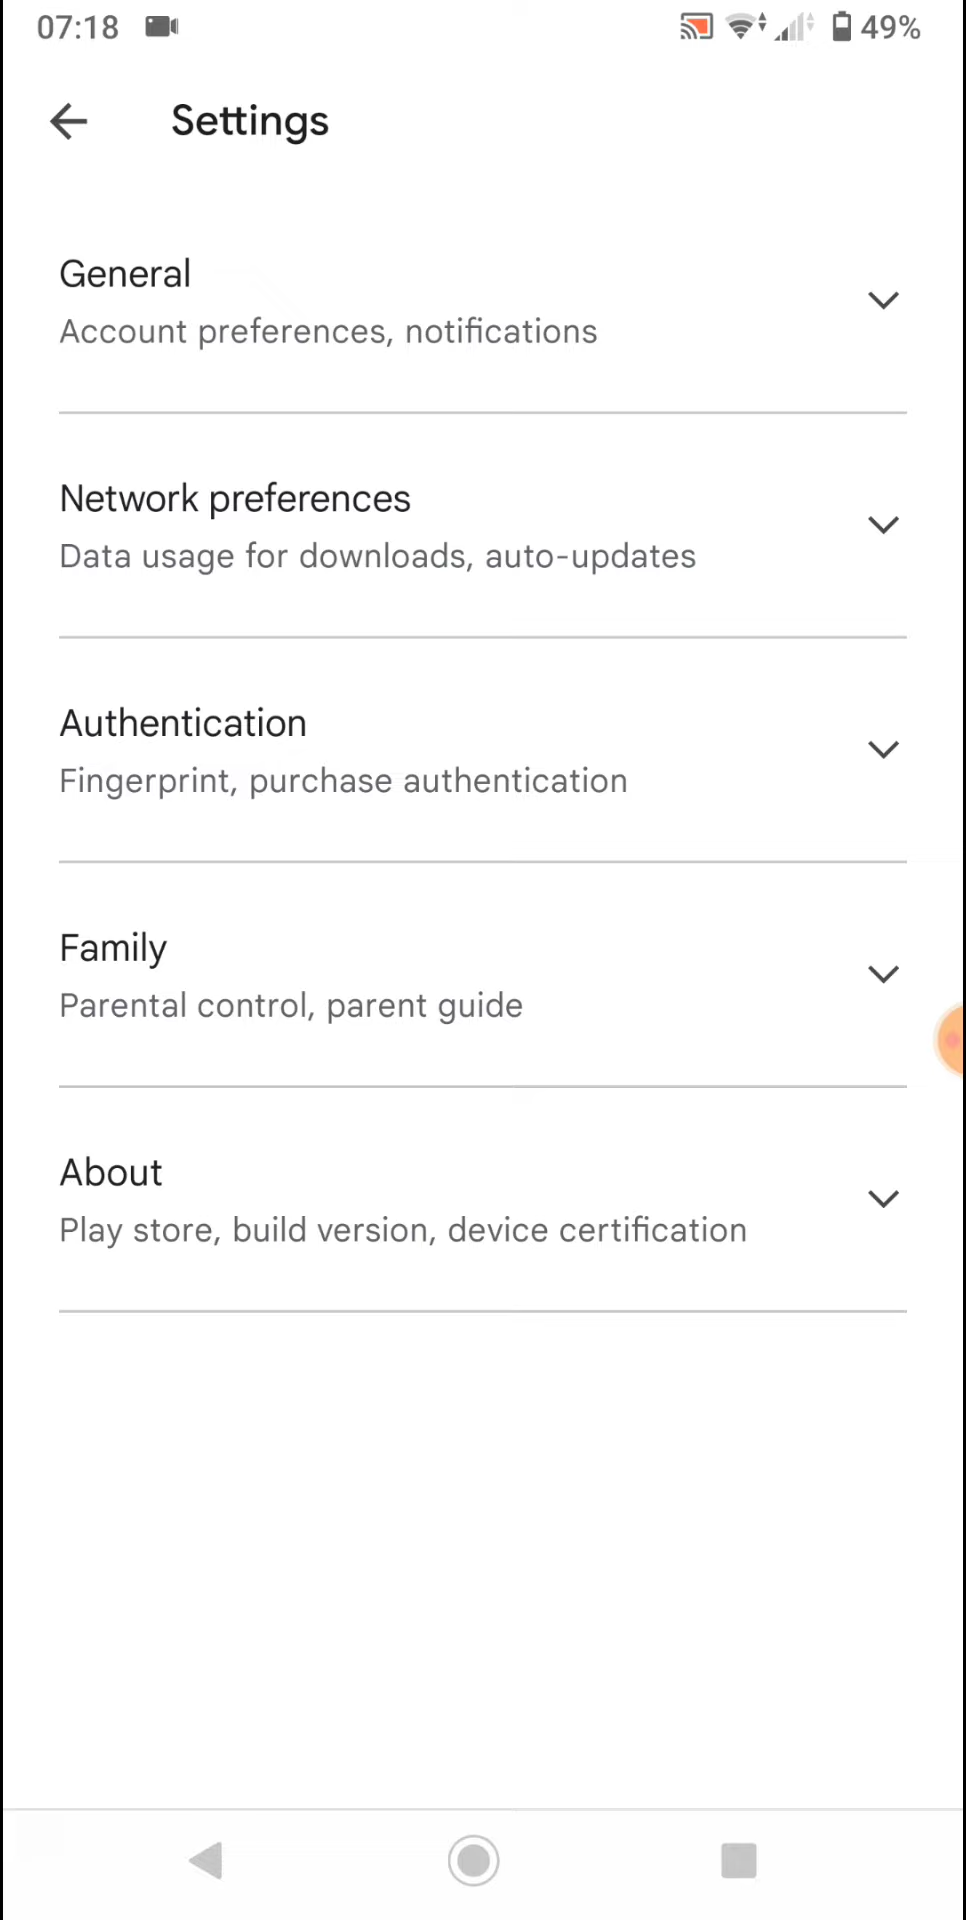 07:18 49%
Settings
General
Account preferences, notifications
Network preferences
Data usage for downloads, auto-updates
Authentication
Fingerprint, purchase authentication
Family
Parental control, parent guide
About
Play store, build version, device certification